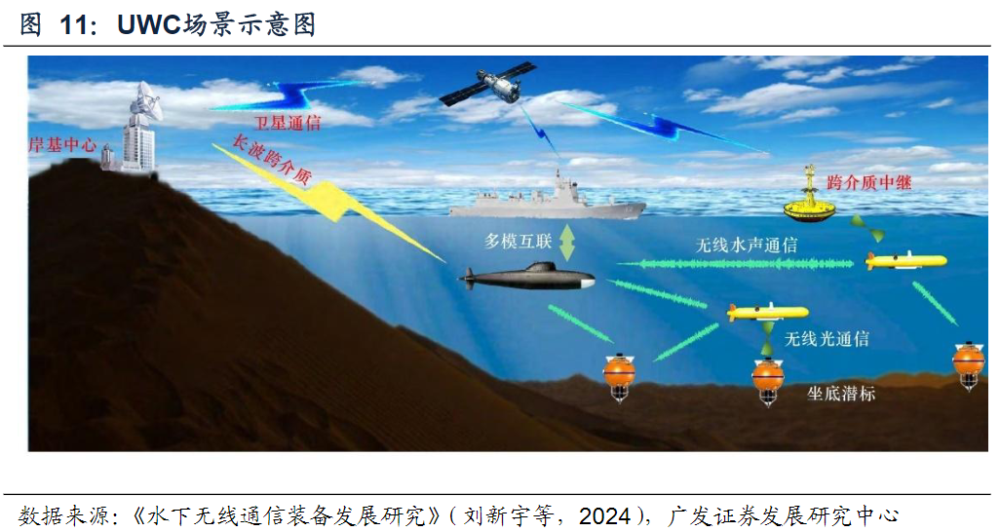 图 11：UWC场景示意图
卫星通信
岸基中心
长波跨介质
跨介质中继
多模互联
无线水声通信
无线光通信
坐底潜标
数据来源：《水下无线通信装备发展研究》（刘新宇等，2024），广发证券发展研究中心